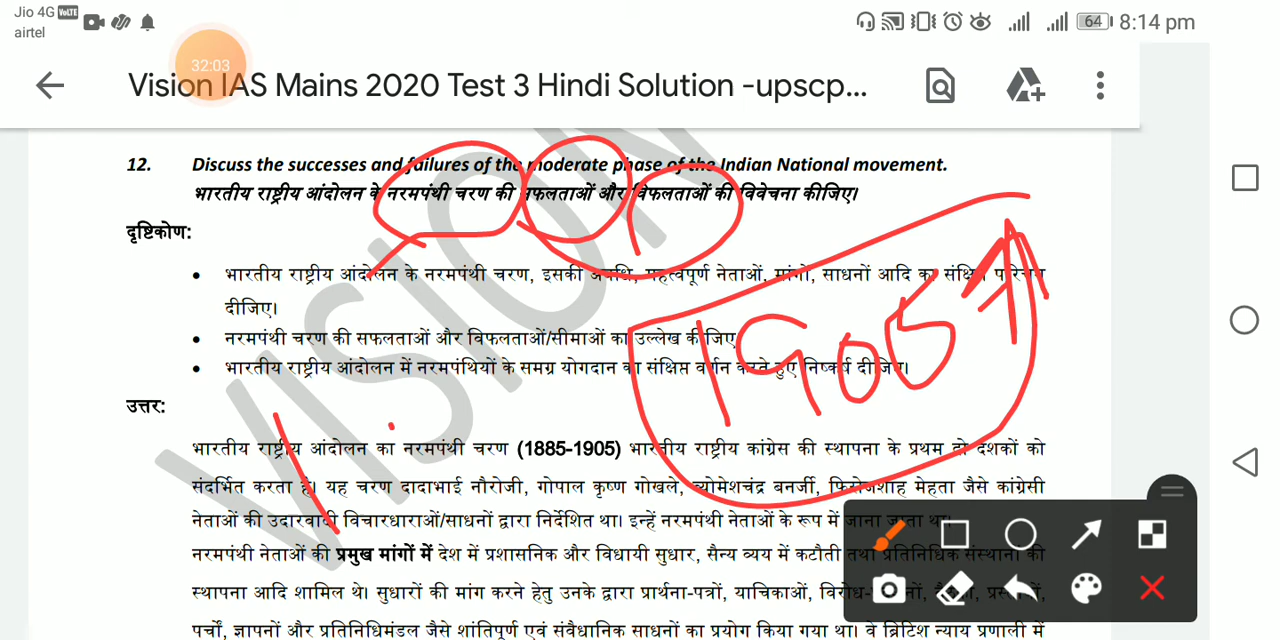 Jio 4G VoLTE
airtel
64 8:14 pm
32:03
Vision IAS Mains 2020 Test 3 Hindi Solution -upscp...
12. Discuss the successes and failures of the moderate phase of the Indian National movement.
भारतीय राष्ट्रीय आंदोलन के नरमपंथी चरण की सफलताओं और विफलताओं की विवेचना कीजिए।
दृष्टिकोण:
• भारतीय राष्ट्रीय आंदोलन के नरमपंथी चरण, इसकी अवधि, महत्वपूर्ण नेताओं, मांगों, साधनों आदि का संक्षिप्त परिचय
दीजिए।
• नरमपंथी चरण की सफलताओं और विफलताओं/सीमाओं का उल्लेख कीजिए
• भारतीय राष्ट्रीय आंदोलन में नरमपंथियों के समग्र योगदान का संक्षिप्त वर्णन करते हुए निष्कर्ष दीजिए।
1905
उत्तर:
भारतीय राष्ट्रीय आंदोलन का नरमपंथी चरण (1885-1905) भारतीय राष्ट्रीय कांग्रेस की स्थापना के प्रथम दो दशकों को
संदर्भित करता है। यह चरण दादाभाई नौरोजी, गोपाल कृष्ण गोखले, व्योमेशचंद्र बनर्जी, फिरोजशाह मेहता जैसे कांग्रेसी
नेताओं की उदारवादी विचारधाराओं/साधनों द्वारा निर्देशित था। इन्हें नरमपंथी नेताओं के रूप में जाना जाता था।
नरमपंथी नेताओं की प्रमुख मांगों में देश में प्रशासनिक और विधायी सुधार, सैन्य व्यय में कटौती तथा प्रतिनिधिक संस्थानों की
स्थापना आदि शामिल थे। सुधारों की मांग करने हेतु उनके द्वारा प्रार्थना-पत्रों, याचिकाओं,
पर्चों, ज्ञापनों और प्रतिनिधिमंडल जैसे शांतिपूर्ण एवं संवैधानिक साधनों का प्रयोग किया गया था। वे ब्रिटिश न्याय प्रणाली में
VISION